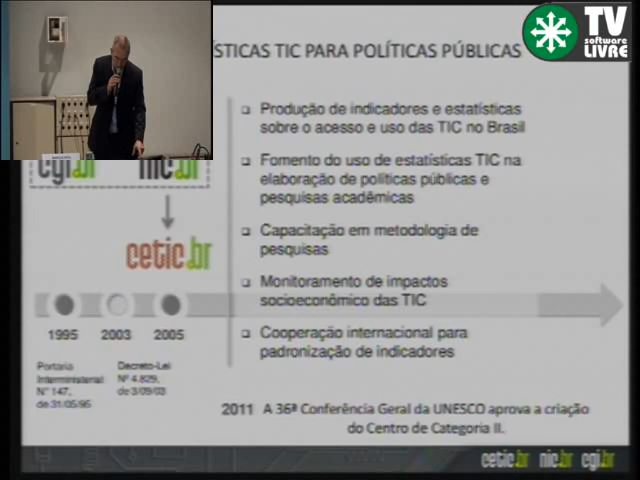 TV
software
LIVRE
ÍSTICAS TIC PARA POLÍTICAS PÚBLICAS
❑ Produção de indicadores e estatísticas
sobre o acesso e uso das TIC no Brasil
❑ Fomento do uso de estatísticas TIC na
elaboração de políticas públicas e
pesquisas acadêmicas
❑ Capacitação em metodologia de
pesquisas
❑ Monitoramento de impactos
socioeconômico das TIC
❑ Cooperação internacional para
padronização de indicadores
cgi.br nic.br
cetic.br
1995 2003 2005
Portaria
Interministerial
N° 147,
de 31/05/95
Decreto-Lei
Nº 4.829,
de 3/09/03
2011 A 36ª Conferência Geral da UNESCO aprova a criação
do Centro de Categoria II.
cetic.br nic.br cgi.br